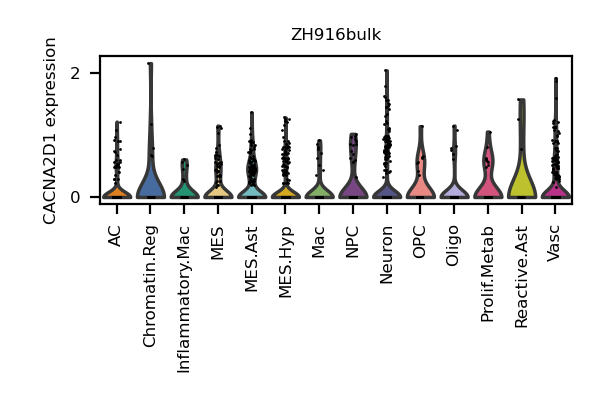 ZH916bulk
CACNA2D1 expression
2
0
AC
Chromatin.Reg
Inflammatory.Mac
MES
MES.Ast
MES.Hyp
Mac
NPC
Neuron
OPC
Oligo
Prolif.Metab
Reactive.Ast
Vasc